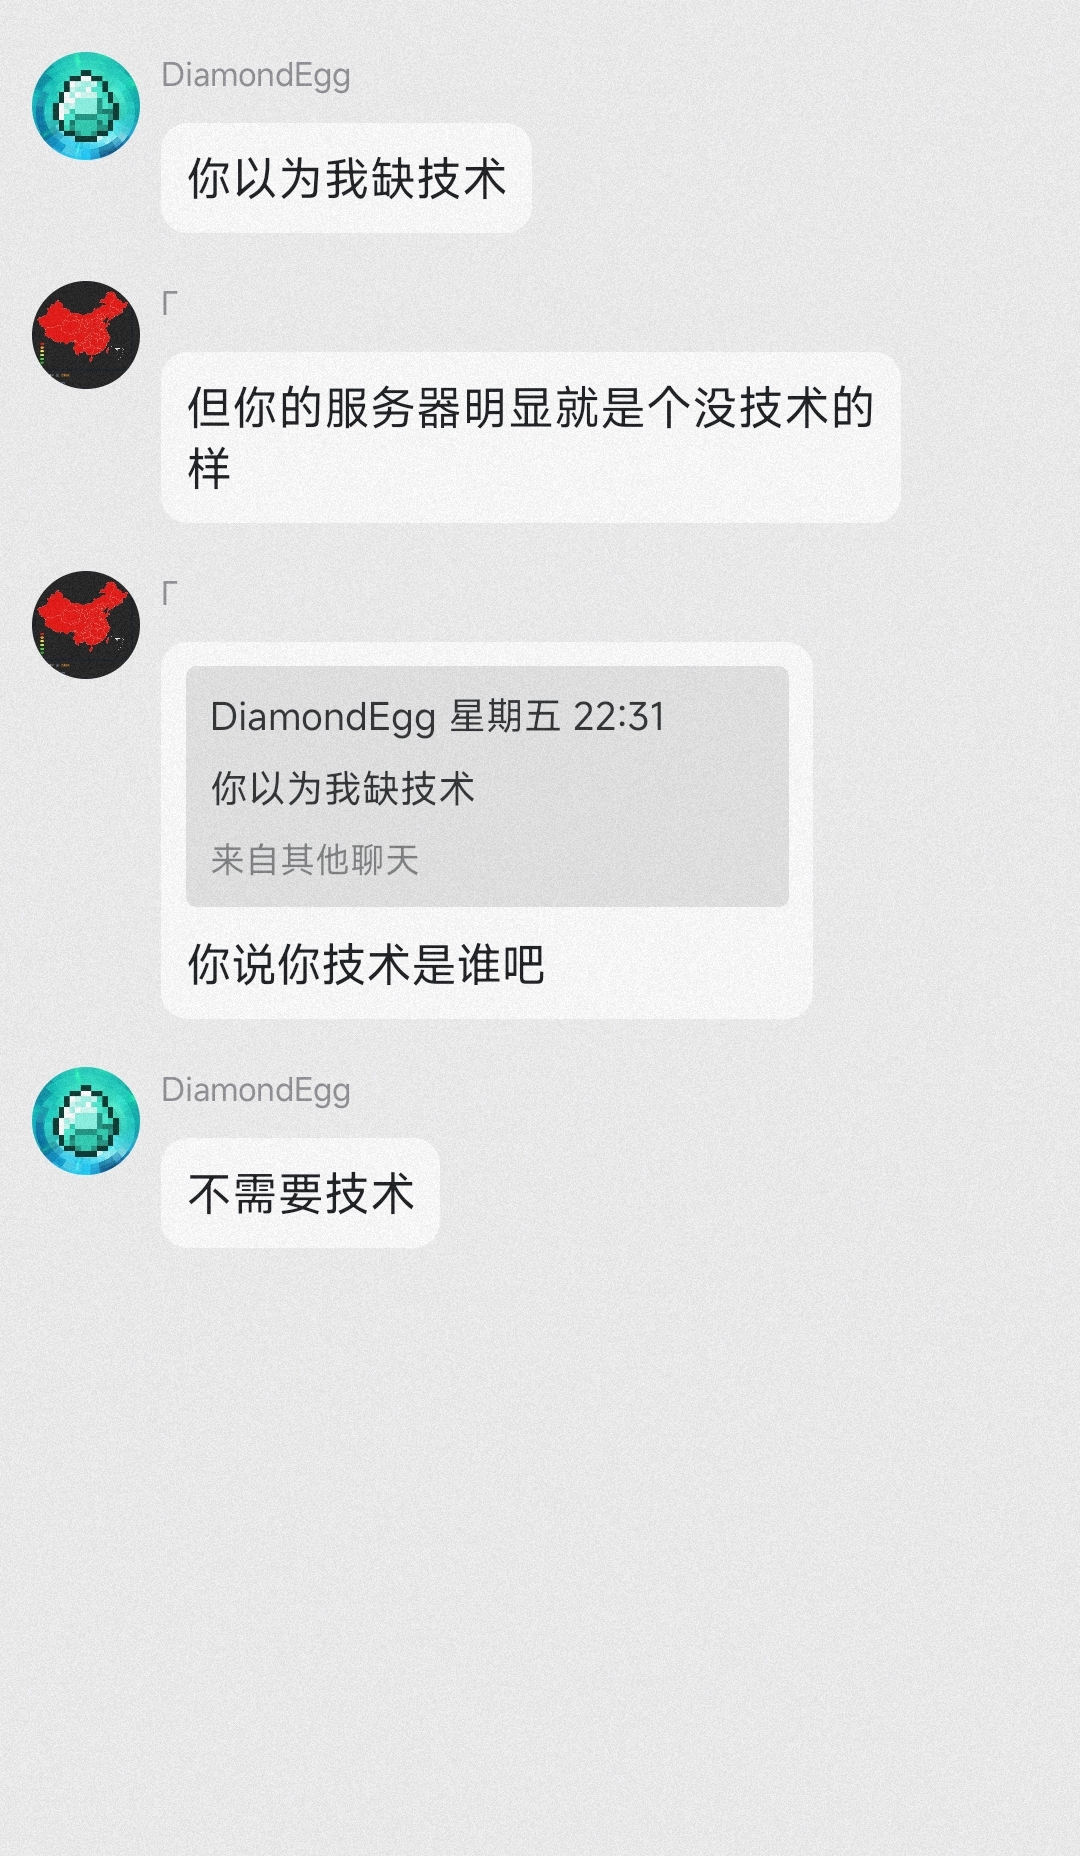 DiamondEgg
你以为我缺技术
「
但你的服务器明显就是个没技术的
样
「
DiamondEgg 星期五 22:31
你以为我缺技术
来自其他聊天
你说你技术是谁吧
DiamondEgg
不需要技术